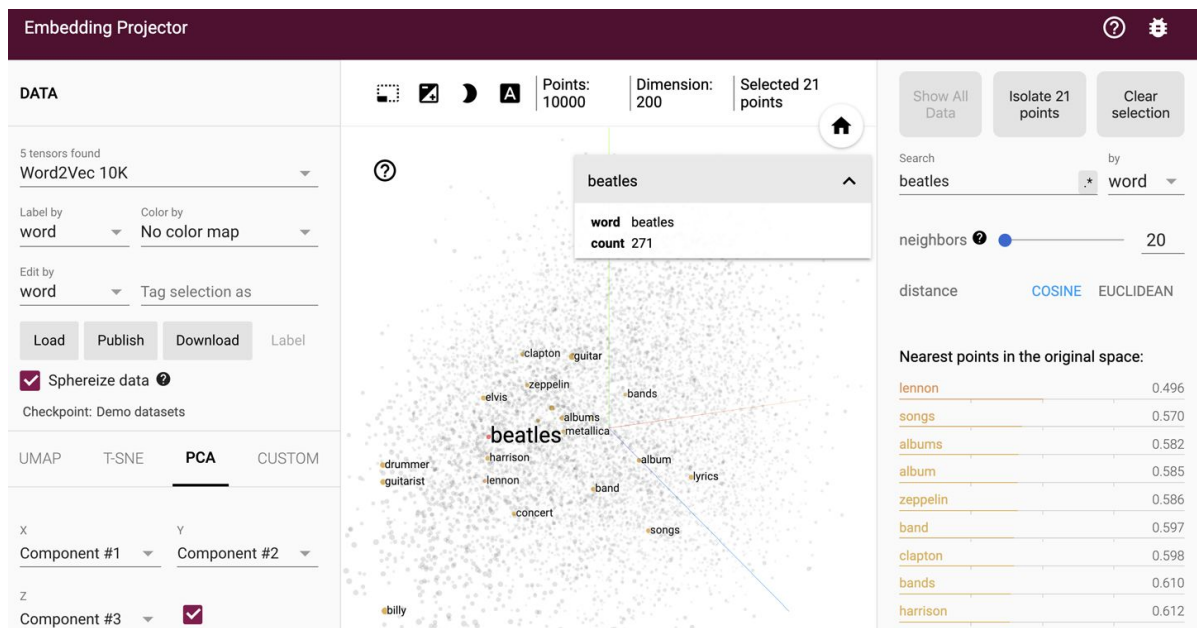 Embedding Projector
DATA
5 tensors found
Word2Vec 10K
Label by
Color by
word
No color map
Edit by
word
Tag selection as
Load
Publish
Download
Label
Sphereize data
Checkpoint: Demo datasets
UMAP
T-SNE
PCA
CUSTOM
X
Y
Component #1
Component #2
Z
Component #3
A
Points:
10000
Dimension:
200
Selected 21
points
beatles
word beatles
count 271
clapton
guitar
zeppelin
elvis
bands
albums
beatles
metallica
harrison
drummer
album
guitarist
lennon
lyrics
band
concert
songs
billy
Show All
Data
Isolate 21
points
Clear
selection
Search
by
beatles
.*
word
neighbors
20
distance
COSINE
EUCLIDEAN
Nearest points in the original space:
lennon 0.496
songs 0.570
albums 0.582
album 0.585
zeppelin 0.586
band 0.597
clapton 0.598
bands 0.610
harrison 0.612